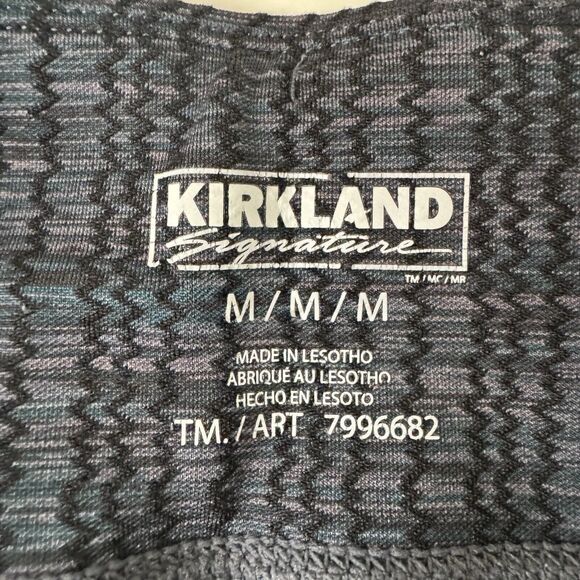 KIRKLAND
Signature
TM / MC / MR
M / M / M
MADE IN LESOTHO
ABRIQUÉ AU LESOTHO
HECHO EN LESOTO
TM. / ART 7996682